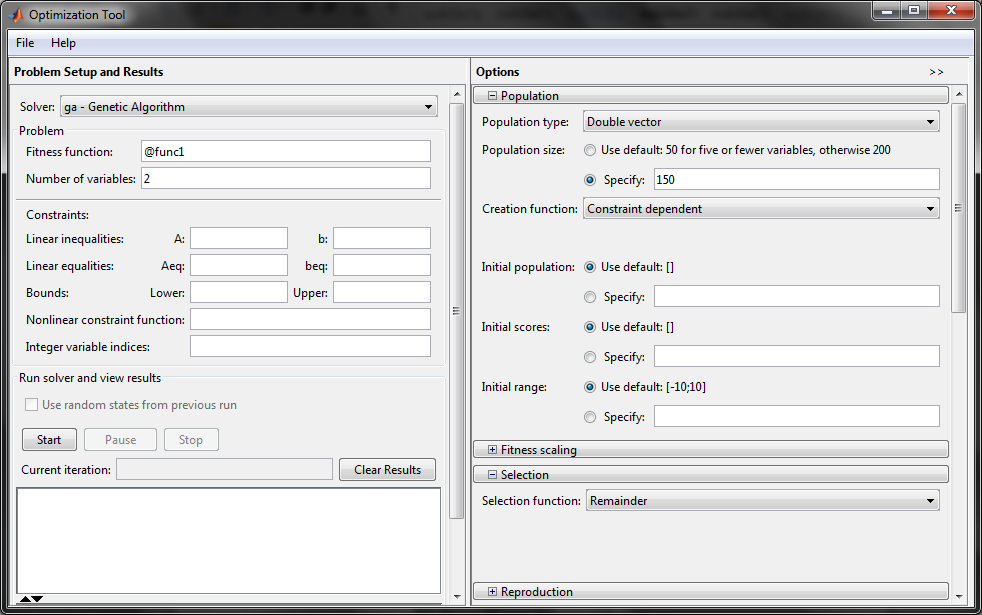 Optimization Tool
File Help
Problem Setup and Results
Solver: ga - Genetic Algorithm
Problem
Fitness function: @func1
Number of variables: 2
Constraints:
Linear inequalities: A: b:
Linear equalities: Aeq: beq:
Bounds: Lower: Upper:
Nonlinear constraint function:
Integer variable indices:
Run solver and view results
Use random states from previous run
Start Pause Stop
Current iteration: Clear Results
Options >>
Population
Population type: Double vector
Population size: Use default: 50 for five or fewer variables, otherwise 200
Specify: 150
Creation function: Constraint dependent
Initial population: Use default: []
Specify:
Initial scores: Use default: []
Specify:
Initial range: Use default: [-10;10]
Specify:
Fitness scaling
Selection
Selection function: Remainder
Reproduction